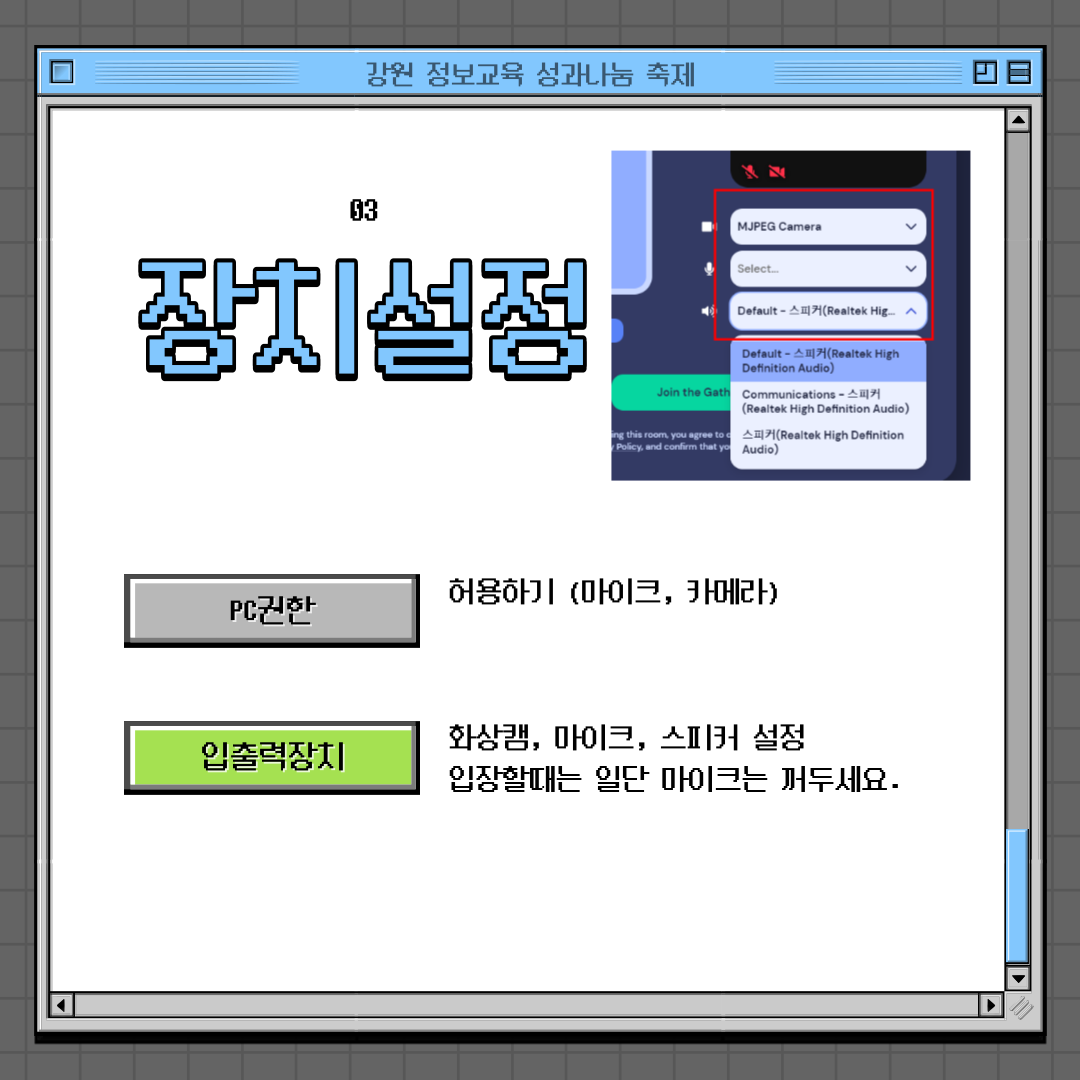 강원 정보교육 성과나눔 축제
03
장치설정
MJPEG Camera
Select...
Default - 스피커(Realtek Hig...
Default - 스피커(Realtek High
Definition Audio)
Communications - 스피커
(Realtek High Definition Audio)
스피커(Realtek High Definition
Audio)
Join the Gath
ing this room, you agree to
Policy, and confirm that yo
PC권한
허용하기 (마이크, 카메라)
입출력장치
화상캠, 마이크, 스피커 설정
입장할때는 일단 마이크는 꺼두세요.